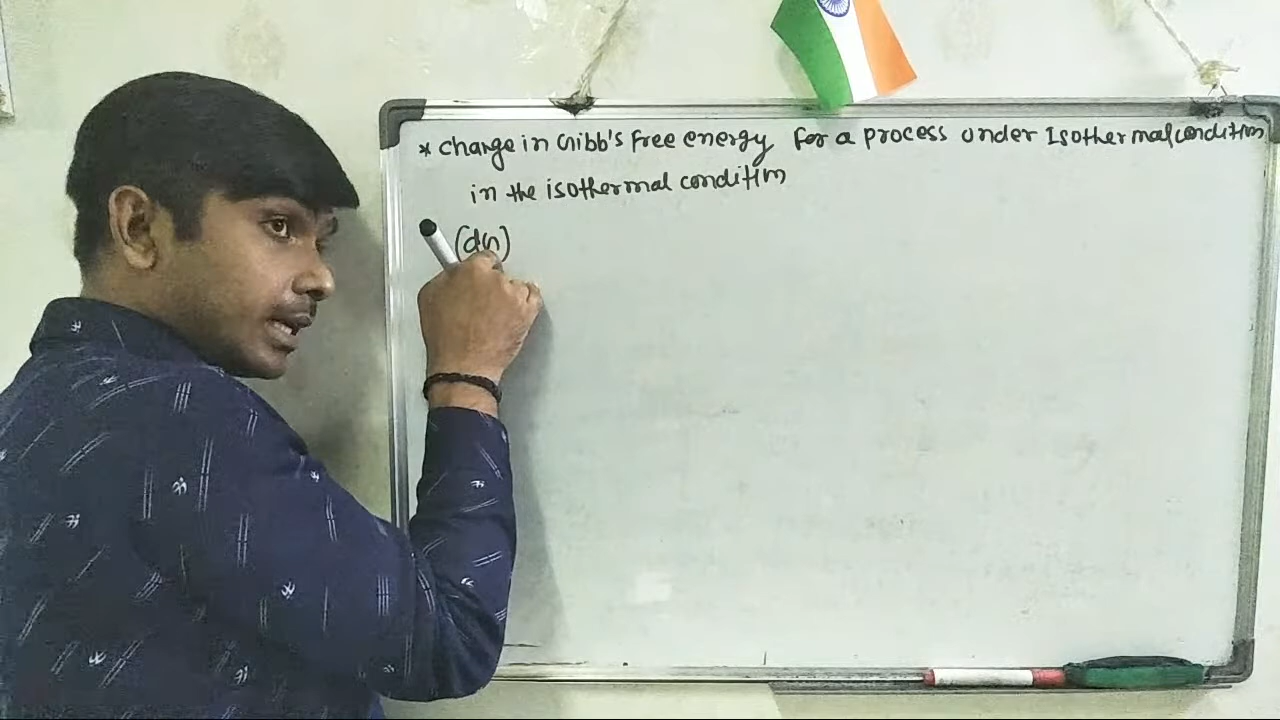 * change in Gibb's Free energy For a process under Isothermal condition
in the isothermal condition
(dG)